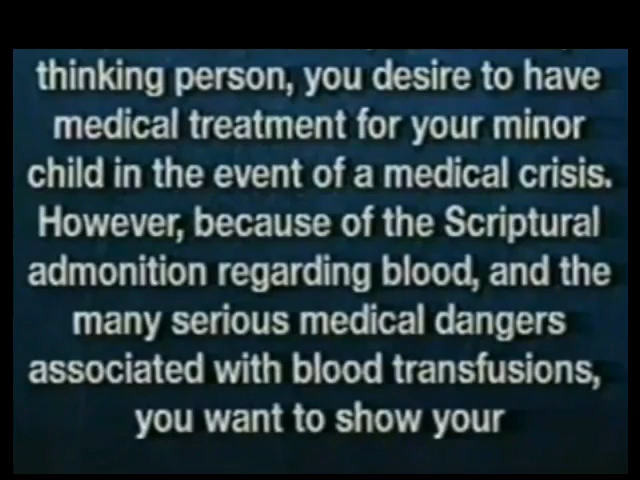 thinking person, you desire to have
medical treatment for your minor
child in the event of a medical crisis.
However, because of the Scriptural
admonition regarding blood, and the
many serious medical dangers
associated with blood transfusions,
you want to show your